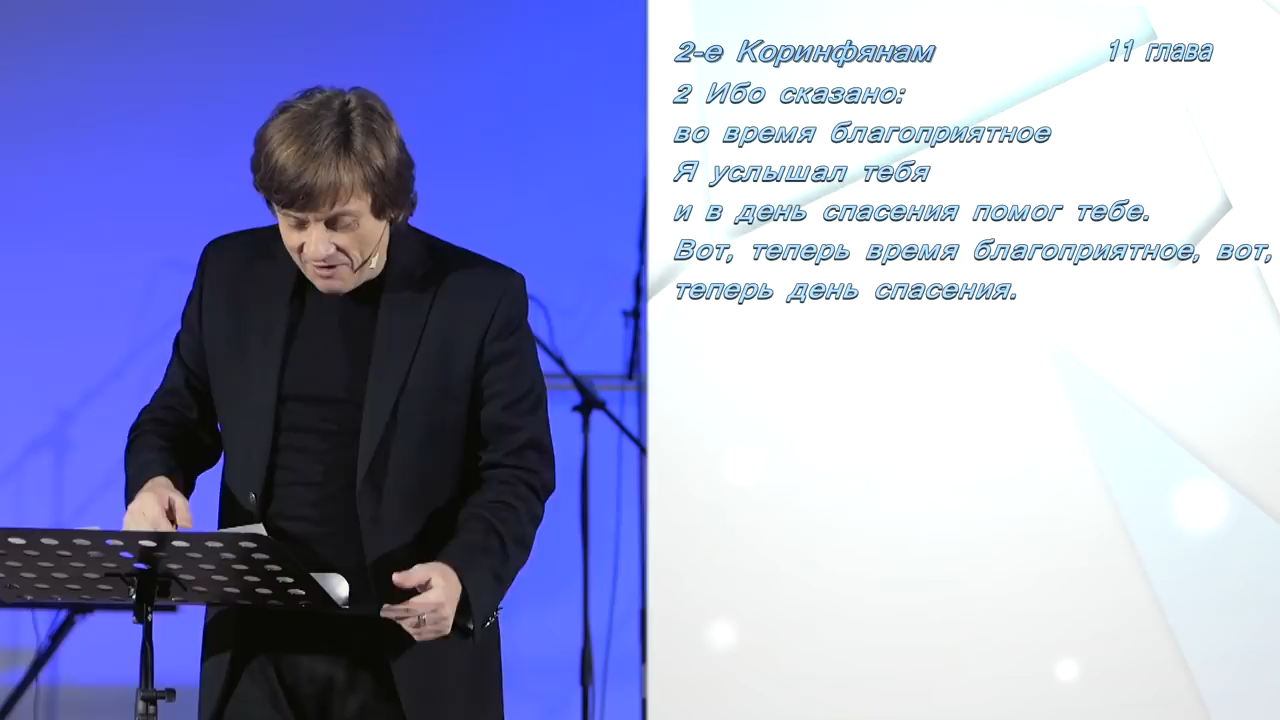 2-е Коринфянам 11 глава
2 Ибо сказано:
во время благоприятное
Я услышал тебя
и в день спасения помог тебе.
Вот, теперь время благоприятное, вот,
теперь день спасения.